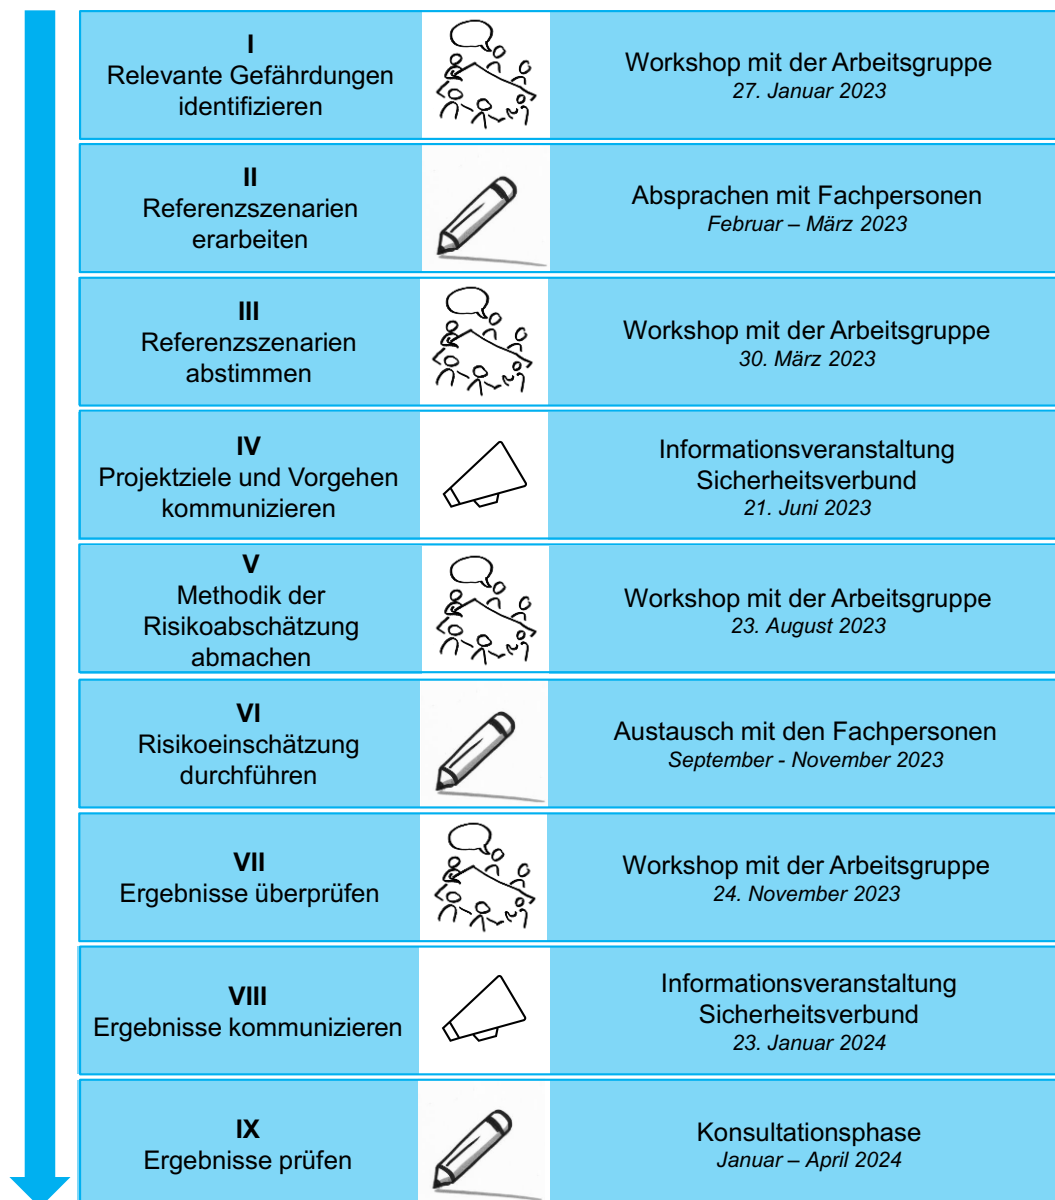 I
Relevante Gefährdungen
identifizieren
Workshop mit der Arbeitsgruppe
27. Januar 2023
II
Referenzszenarien
erarbeiten
Absprachen mit Fachpersonen
Februar – März 2023
III
Referenzszenarien
abstimmen
Workshop mit der Arbeitsgruppe
30. März 2023
IV
Projektziele und Vorgehen
kommunizieren
Informationsveranstaltung
Sicherheitsverbund
21. Juni 2023
V
Methodik der
Risikoabschätzung
abmachen
Workshop mit der Arbeitsgruppe
23. August 2023
VI
Risikoeinschätzung
durchführen
Austausch mit den Fachpersonen
September - November 2023
VII
Ergebnisse überprüfen
Workshop mit der Arbeitsgruppe
24. November 2023
VIII
Ergebnisse kommunizieren
Informationsveranstaltung
Sicherheitsverbund
23. Januar 2024
IX
Ergebnisse prüfen
Konsultationsphase
Januar – April 2024